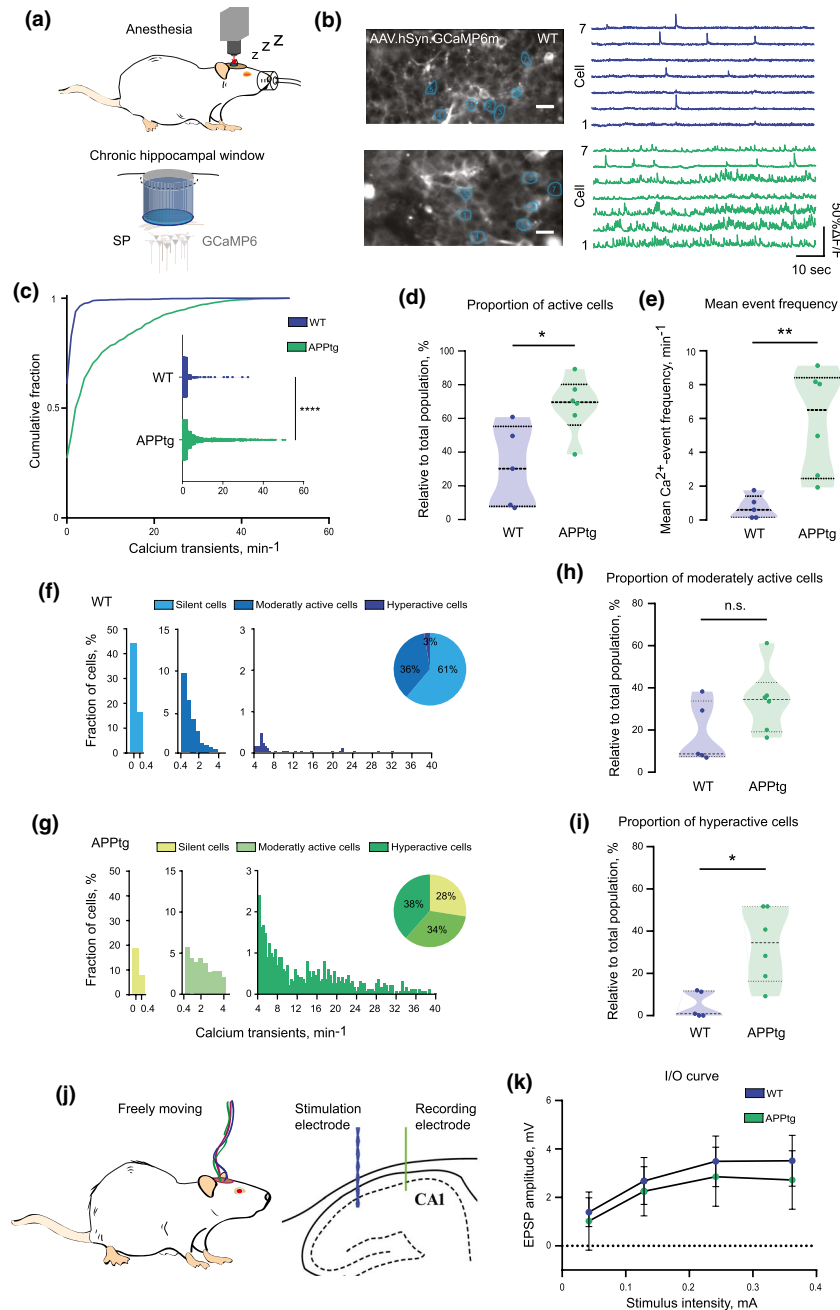 (a)
Anesthesia
z z Z
Chronic hippocampal window
SP
GCaMP6
(b)
AAV.hSyn.GCaMP6m WT
7
Cell
1
7
Cell
1
50%ΔF/F
10 sec
(c)
Cumulative fraction
1
0.5
0
0 20 40 60
Calcium transients, min-1
WT
APPtg
WT
APPtg
****
0 20 40 60
(d)
Proportion of active cells
*
Relative to total population, %
100
80
60
40
20
0
WT APPtg
(e)
Mean event frequency
**
Mean Ca2+-event frequency, min-1
10
8
6
4
2
0
WT APPtg
(f)
WT
Silent cells Moderatly active cells Hyperactive cells
Fraction of cells, %
50
40
30
20
10
0
0 0.4
15
10
5
0
0.4 2 4
3
2
1
0
4 8 12 16 20 24 28 32 36 40
3%
36%
61%
(g)
APPtg
Silent cells Moderatly active cells Hyperactive cells
Fraction of cells, %
50
40
30
20
10
0
0 0.4
15
10
5
0
0.4 2 4
3
2
1
0
4 8 12 16 20 24 28 32 36 40
38%
28%
34%
Calcium transients, min-1
(h)
Proportion of moderately active cells
n.s.
Relative to total population, %
80
60
40
20
0
WT APPtg
(i)
Proportion of hyperactive cells
*
Relative to total population, %
80
60
40
20
0
WT APPtg
(j)
Freely moving
Stimulation
electrode
Recording
electrode
CA1
(k)
I/O curve
WT
APPtg
EPSP amplitude, mV
6
4
2
0
0 0.1 0.2 0.3 0.4
Stimulus intensity, mA